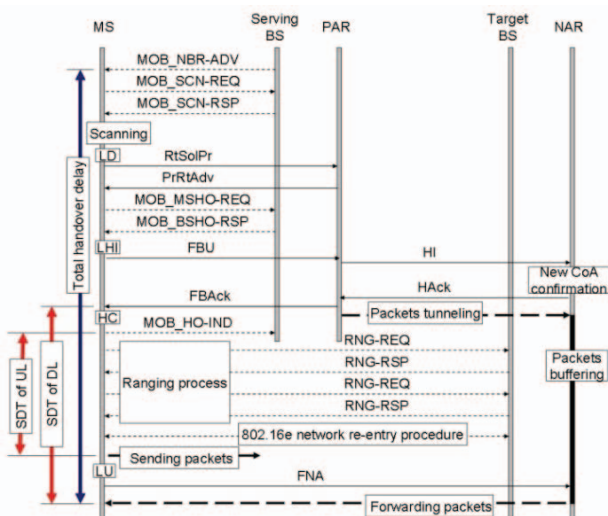 MS
Serving
BS
PAR
Target
BS
NAR
MOB_NBR-ADV
MOB_SCN-REQ
MOB_SCN-RSP
Scanning
LD
RtSolPr
PrRtAdv
MOB_MSHO-REQ
MOB_BSHO-RSP
LHI
FBU
HI
New CoA
confirmation
HAck
FBAck
HC
Packets tunneling
MOB_HO-IND
RNG-REQ
RNG-RSP
Ranging process
RNG-REQ
RNG-RSP
Packets
buffering
802.16e network re-entry procedure
Sending packets
LU
FNA
Forwarding packets
Total handover delay
SDT of DL
SDT of UL